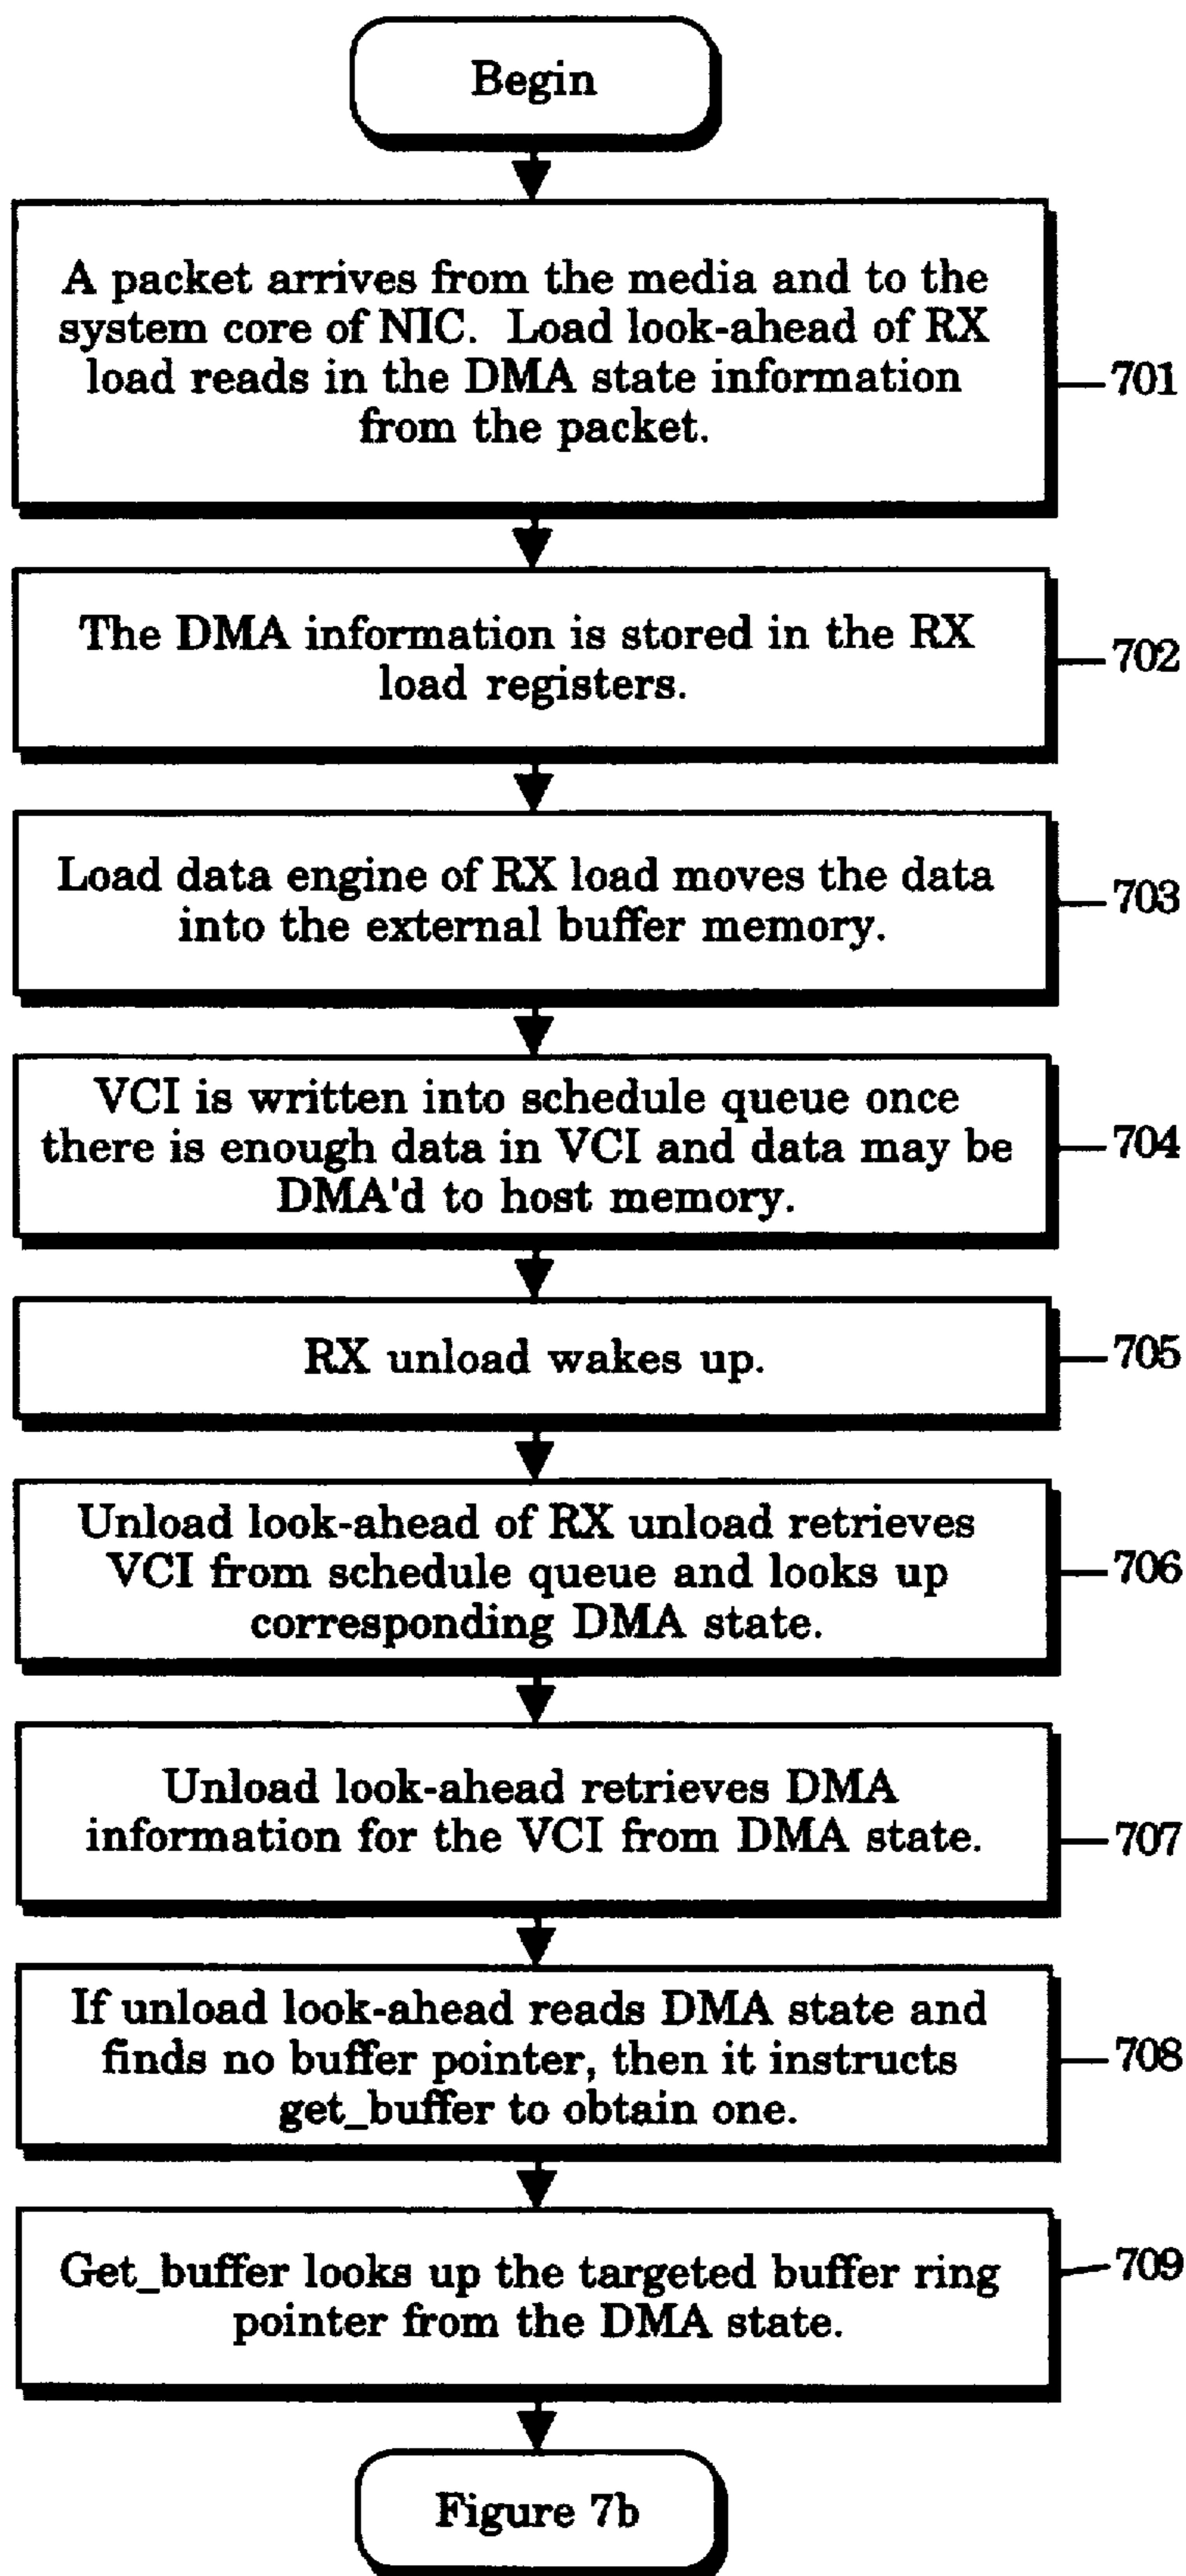 Begin
A packet arrives from the media and to the
system core of NIC. Load look-ahead of RX
load reads in the DMA state information
from the packet.
701
The DMA information is stored in the RX
load registers.
702
Load data engine of RX load moves the data
into the external buffer memory.
703
VCI is written into schedule queue once
there is enough data in VCI and data may be
DMA'd to host memory.
704
RX unload wakes up.
705
Unload look-ahead of RX unload retrieves
VCI from schedule queue and looks up
corresponding DMA state.
706
Unload look-ahead retrieves DMA
information for the VCI from DMA state.
707
If unload look-ahead reads DMA state and
finds no buffer pointer, then it instructs
get_buffer to obtain one.
708
Get_buffer looks up the targeted buffer ring
pointer from the DMA state.
709
Figure 7b